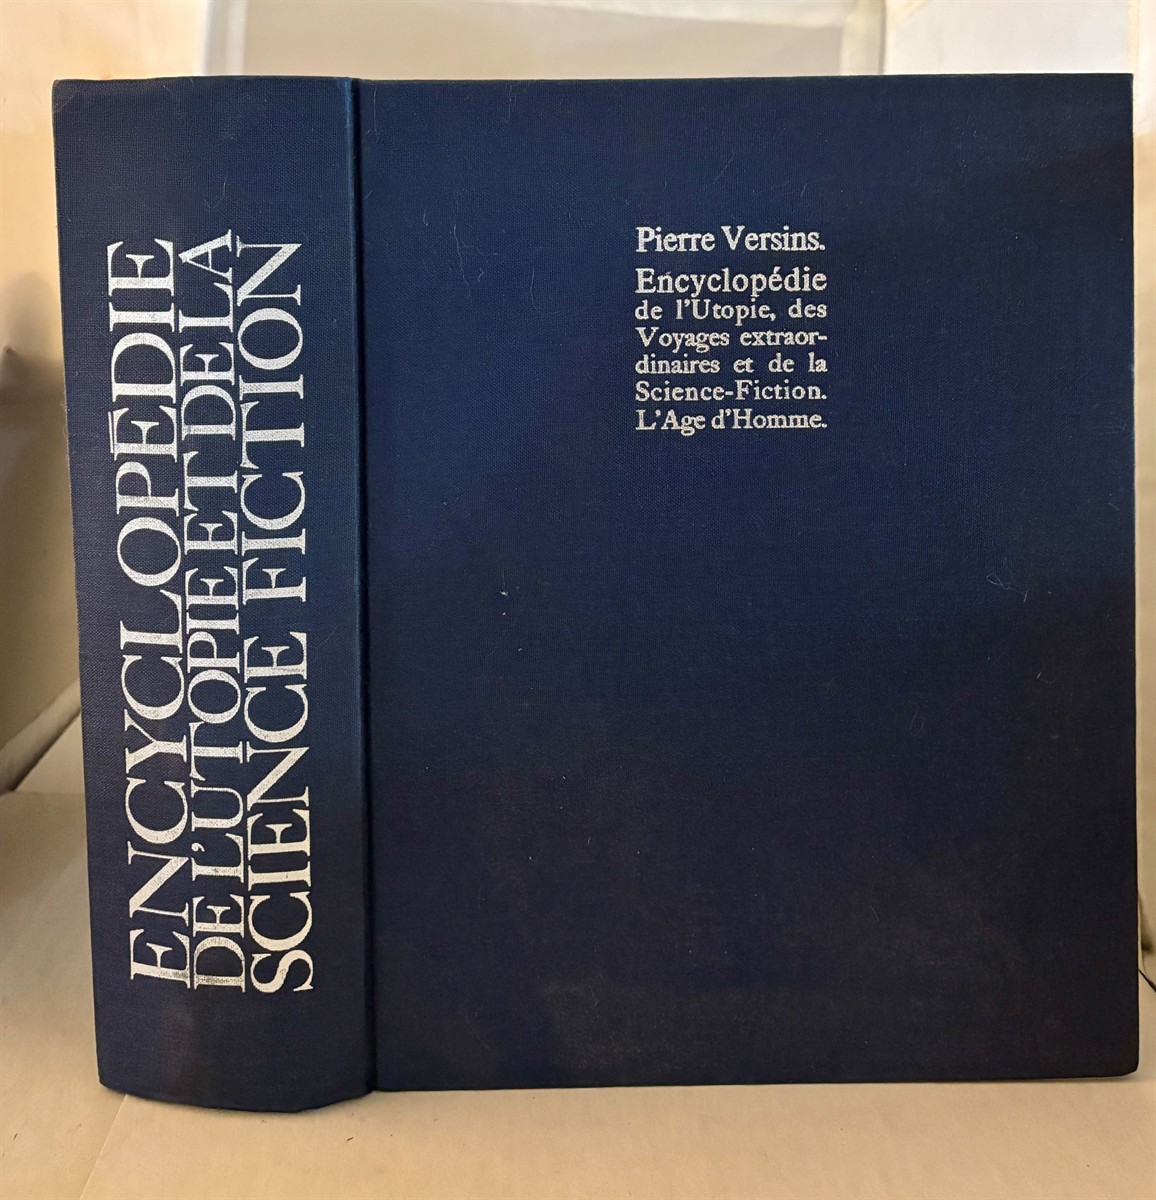 ENCYCLOPÉDIE
DE L'UTOPIE ET DE LA
SCIENCE FICTION
Pierre Versins.
Encyclopédie
de l'Utopie, des
Voyages extraor-
dinaires et de la
Science-Fiction.
L'Age d'Homme.